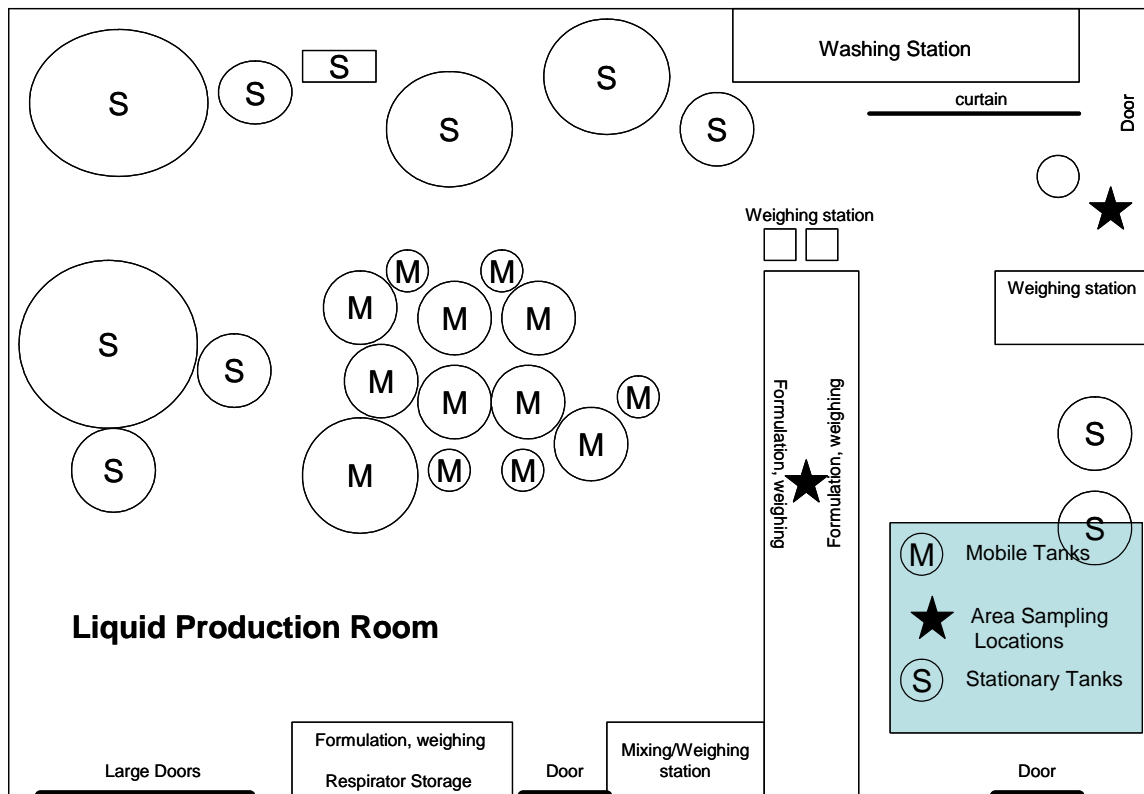 Washing Station
S
S
S
S
S
S
curtain
Door
Weighing station
M
M
M
M
M
Weighing station
S
S
M
M
M
M
M
S
S
M
M
M
M
Formulation, weighing
Formulation, weighing
S
M
Mobile Tanks
Area Sampling
Locations
S
Stationary Tanks
Liquid Production Room
Large Doors
Formulation, weighing
Respirator Storage
Door
Mixing/Weighing
station
Door